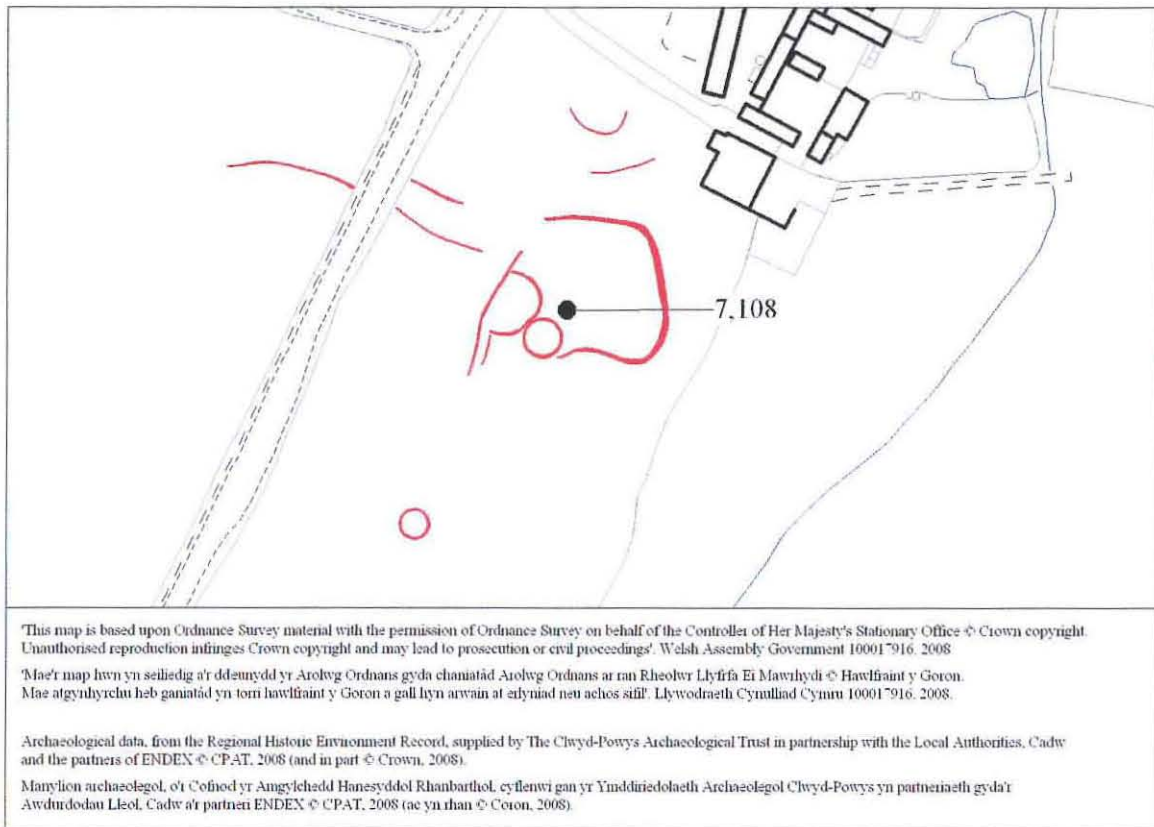 7,108
'This map is based upon Ordnance Survey material with the permission of Ordnance Survey on behalf of the Controller of Her Majesty's Stationary Office © Crown copyright.
Unauthorised reproduction infringes Crown copyright and may lead to prosecution or civil proceedings'. Welsh Assembly Government 100017916. 2008
'Mae'r map hwn yn seiliedig a'r ddeunydd yr Arolwg Ordnans gyda chaniatâd Arolwg Ordnans ar ran Rheolwr Llyfrfa Ei Mawrhydi © Hawlfraint y Goron.
Mae atgynhyrchu heb ganiatâd yn torri hawlfraint y Goron a gall hyn arwain at erlyniad neu achos sifil'. Llywodraeth Cynulliad Cymru 100017916. 2008.
Archaeological data, from the Regional Historic Environment Record, supplied by The Clwyd-Powys Archaeological Trust in partnership with the Local Authorities, Cadw
and the partners of ENDEX © CPAT, 2008 (and in part © Crown, 2008).
Manylion archaeolegol, o'r Cofnod yr Amgylchedd Hanesyddol Rhanbarthol, cyflenwi gan yr Ymddiriedolaeth Archaeolegol Clwyd-Powys yn partneriaeth gyda'r
Awdurdodau Lleol, Cadw a'r partneri ENDEX © CPAT, 2008 (ac yn rhan © Coron, 2008).